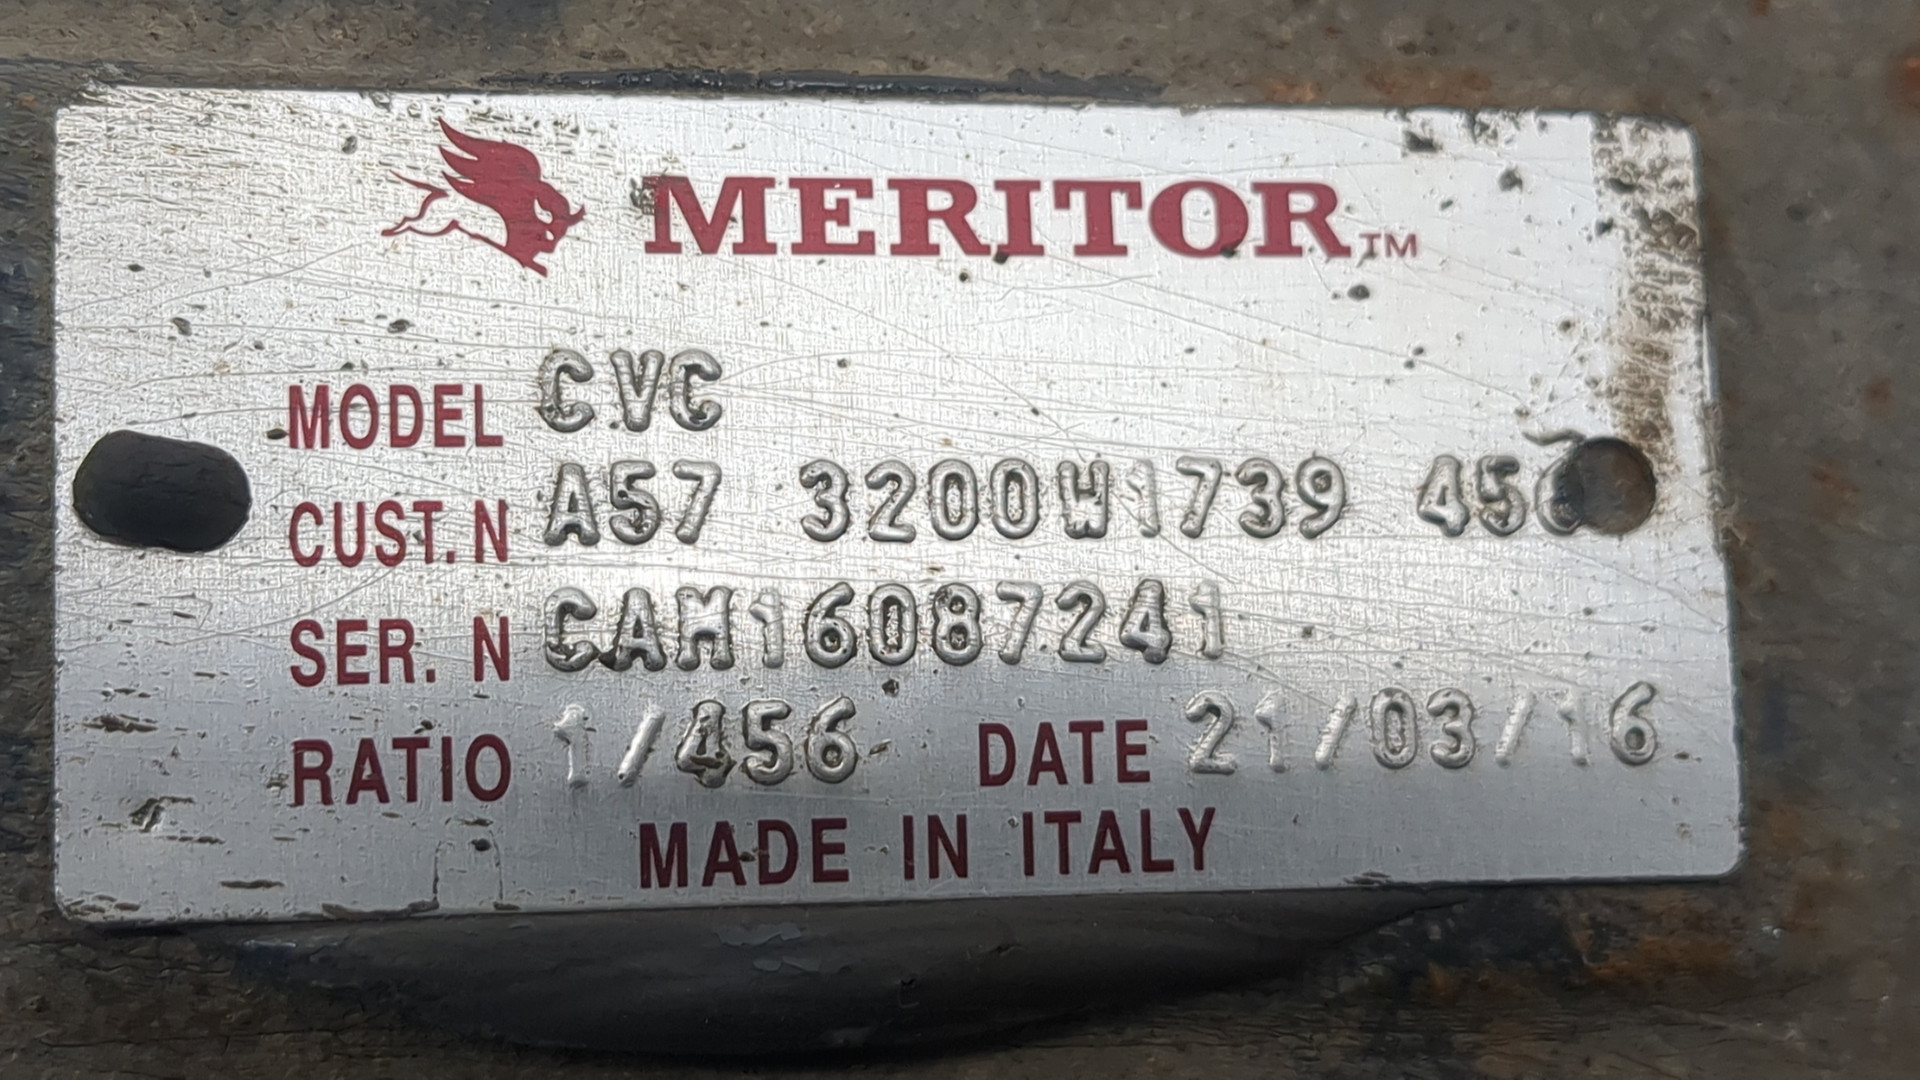 MERITOR™
MODEL CVC
CUST. N A57 3200W1739 456
SER. N CAM16087241
RATIO 1/456 DATE 21/03/16
MADE IN ITALY